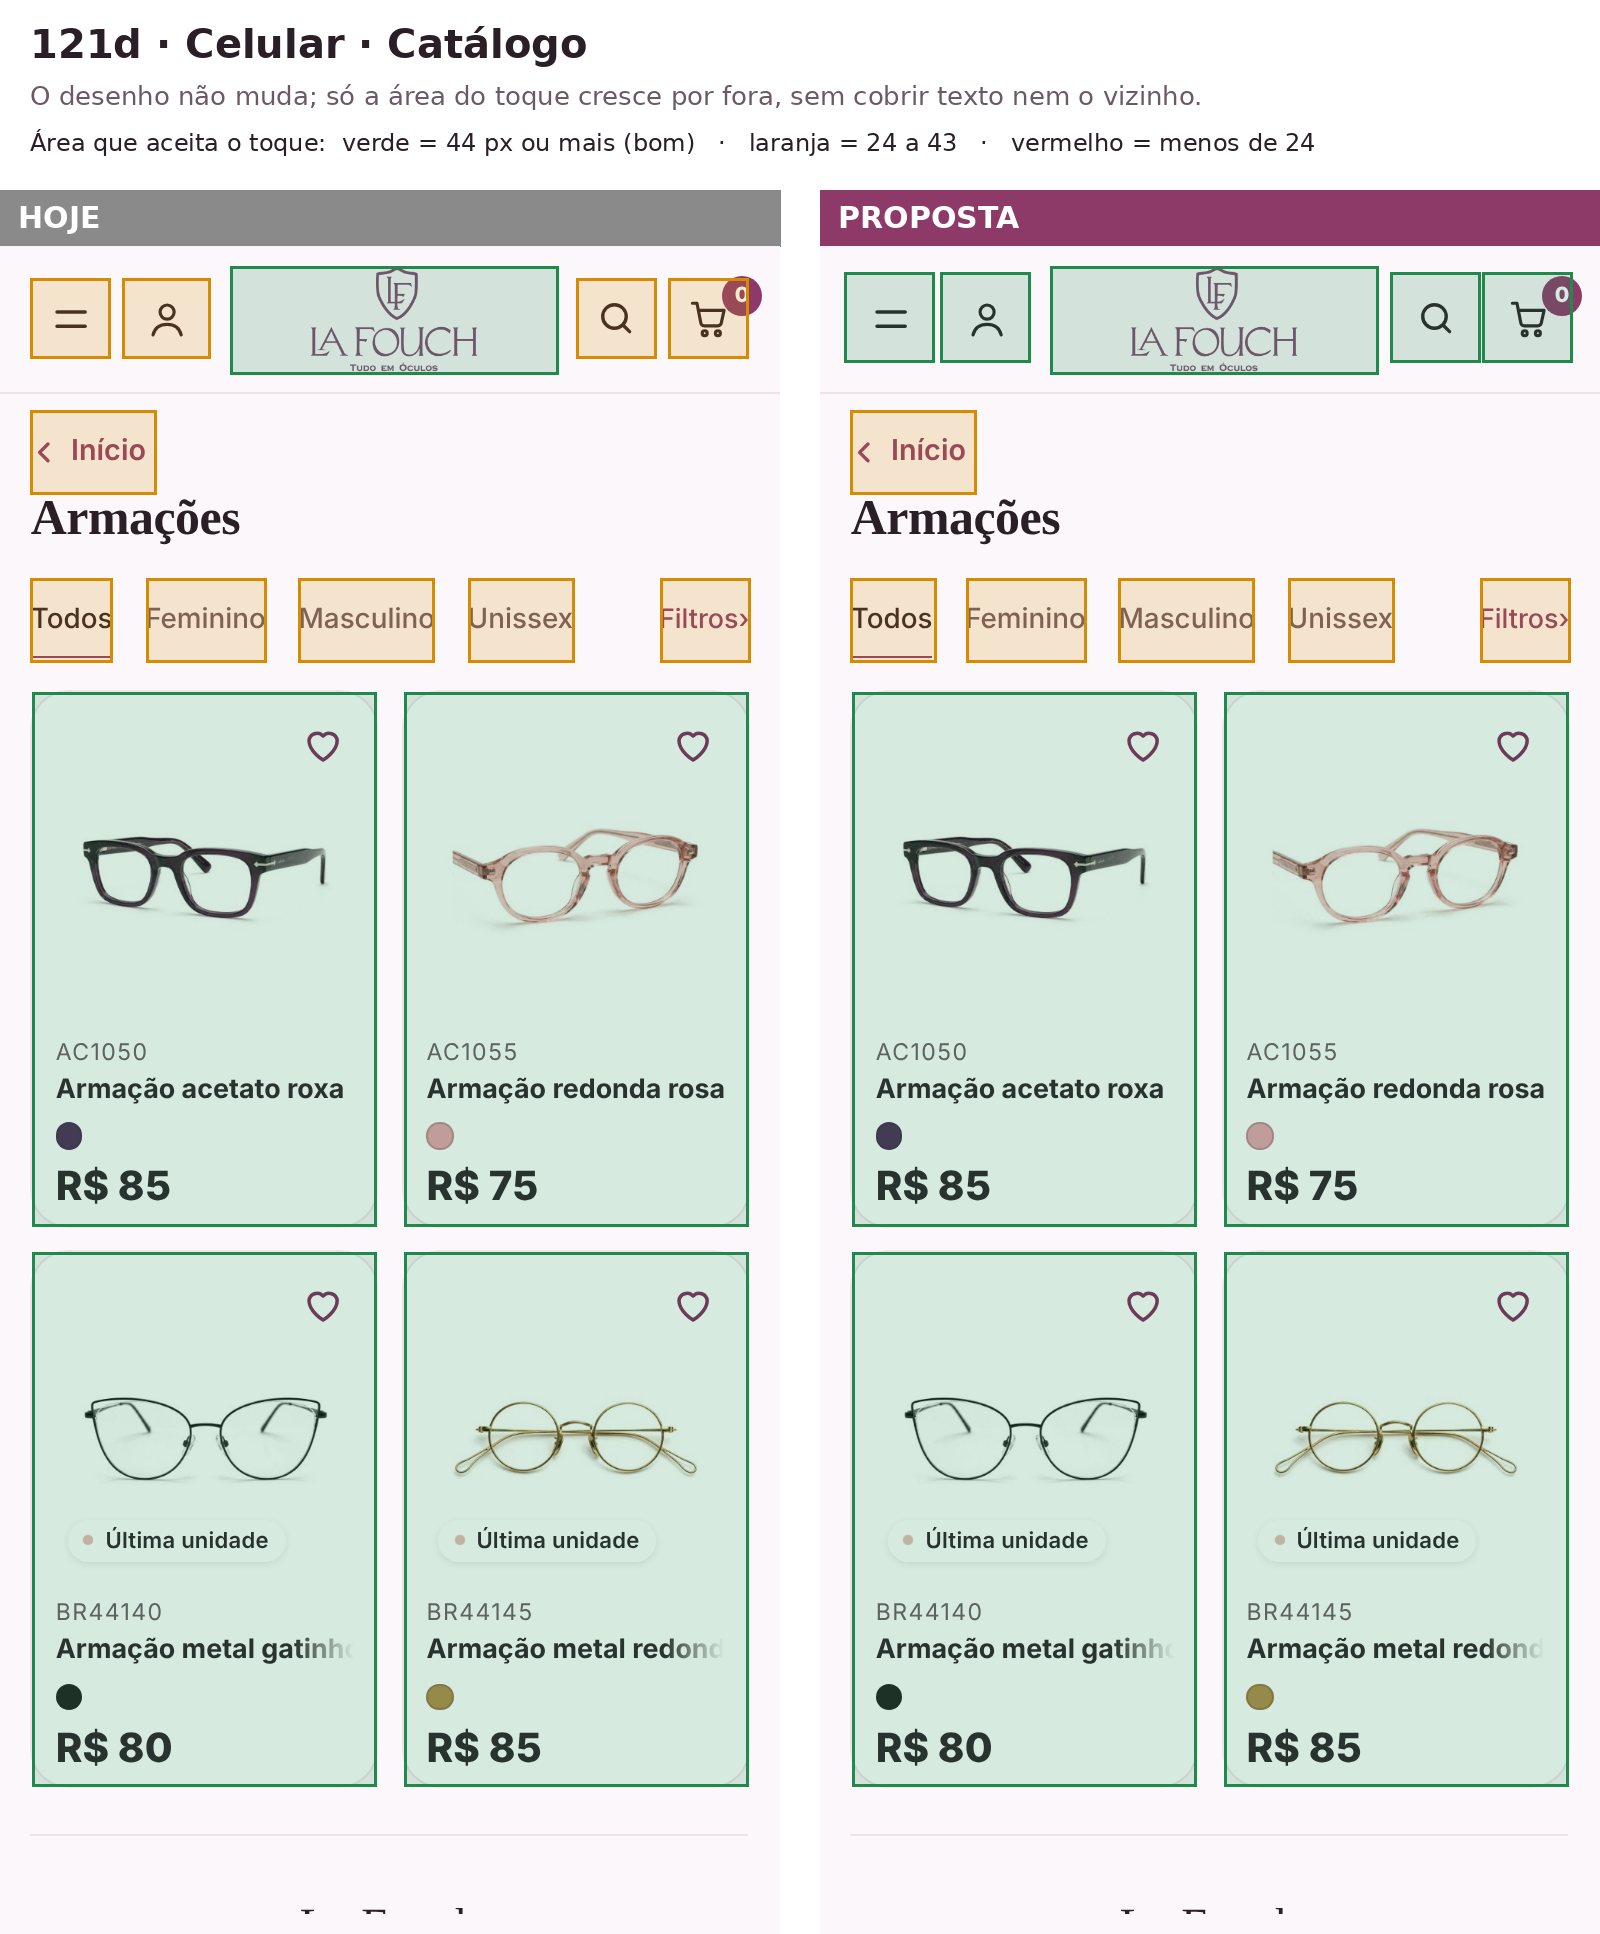 121d · Celular · Catálogo
O desenho não muda; só a área do toque cresce por fora, sem cobrir texto nem o vizinho.
Área que aceita o toque: verde = 44 px ou mais (bom) · laranja = 24 a 43 · vermelho = menos de 24
HOJE
LF
LA FOUCH
TUDO EM ÓCULOS
0
‹ Início
Armações
Todos Feminino Masculino Unissex Filtros›
AC1050 AC1055
Armação acetato roxa Armação redonda rosa
R$ 85 R$ 75
Última unidade Última unidade
BR44140 BR44145
Armação metal gatinho Armação metal redond
R$ 80 R$ 85
PROPOSTA
LF
LA FOUCH
TUDO EM ÓCULOS
0
‹ Início
Armações
Todos Feminino Masculino Unissex Filtros›
AC1050 AC1055
Armação acetato roxa Armação redonda rosa
R$ 85 R$ 75
Última unidade Última unidade
BR44140 BR44145
Armação metal gatinho Armação metal redond
R$ 80 R$ 85